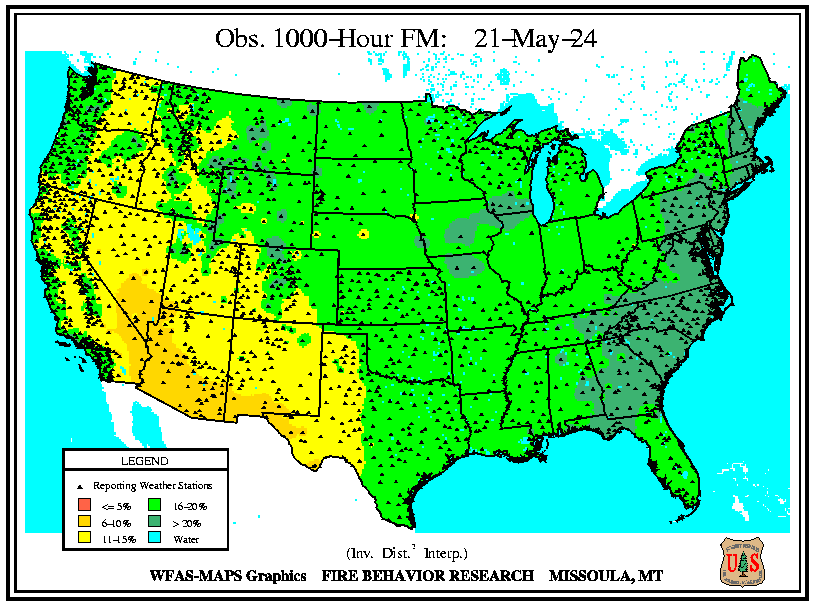 Obs. 1000-Hour FM: 21-May-24
LEGEND
Reporting Weather Stations
<= 5%
16-20%
6-10%
> 20%
11-15%
Water
(Inv. Dist.² Interp.)
WFAS-MAPS Graphics FIRE BEHAVIOR RESEARCH MISSOULA, MT
U S